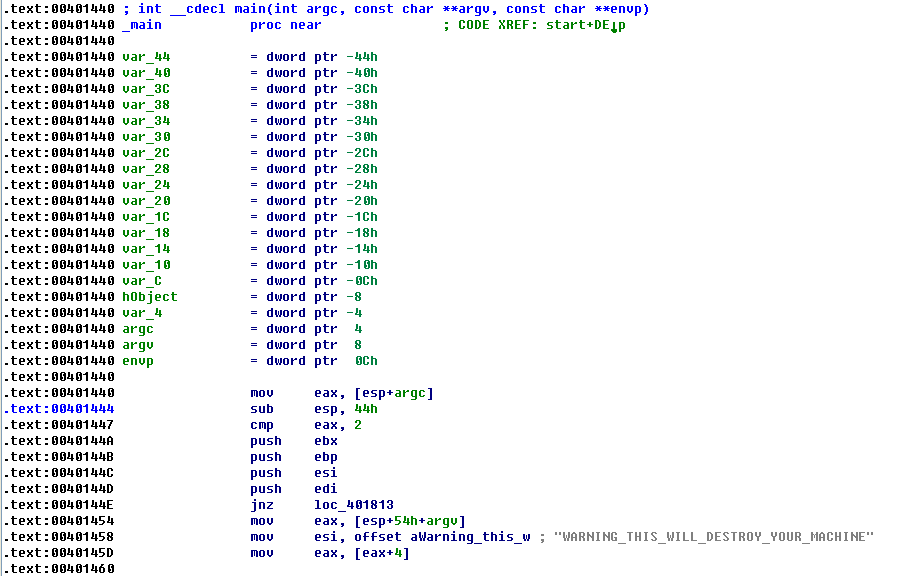 .text:00401440 ; int __cdecl main(int argc, const char **argv, const char **envp)
.text:00401440 _main           proc near               ; CODE XREF: start+DE↓p
.text:00401440
.text:00401440 var_44          = dword ptr -44h
.text:00401440 var_40          = dword ptr -40h
.text:00401440 var_3C          = dword ptr -3Ch
.text:00401440 var_38          = dword ptr -38h
.text:00401440 var_34          = dword ptr -34h
.text:00401440 var_30          = dword ptr -30h
.text:00401440 var_2C          = dword ptr -2Ch
.text:00401440 var_28          = dword ptr -28h
.text:00401440 var_24          = dword ptr -24h
.text:00401440 var_20          = dword ptr -20h
.text:00401440 var_1C          = dword ptr -1Ch
.text:00401440 var_18          = dword ptr -18h
.text:00401440 var_14          = dword ptr -14h
.text:00401440 var_10          = dword ptr -10h
.text:00401440 var_C           = dword ptr -0Ch
.text:00401440 hObject         = dword ptr -8
.text:00401440 var_4           = dword ptr -4
.text:00401440 argc            = dword ptr  4
.text:00401440 argv            = dword ptr  8
.text:00401440 envp            = dword ptr  0Ch
.text:00401440
.text:00401440                 mov     eax, [esp+argc]
.text:00401444                 sub     esp, 44h
.text:00401447                 cmp     eax, 2
.text:0040144A                 push    ebx
.text:0040144B                 push    ebp
.text:0040144C                 push    esi
.text:0040144D                 push    edi
.text:0040144E                 jnz     loc_401813
.text:00401454                 mov     eax, [esp+54h+argv]
.text:00401458                 mov     esi, offset aWarning_this_w ; "WARNING_THIS_WILL_DESTROY_YOUR_MACHINE"
.text:0040145D                 mov     eax, [eax+4]
.text:00401460